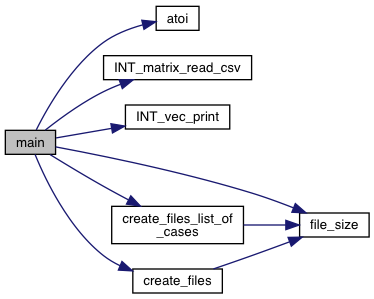 atoi
INT_matrix_read_csv
INT_vec_print
main
create_files_list_of
_cases
file_size
create_files